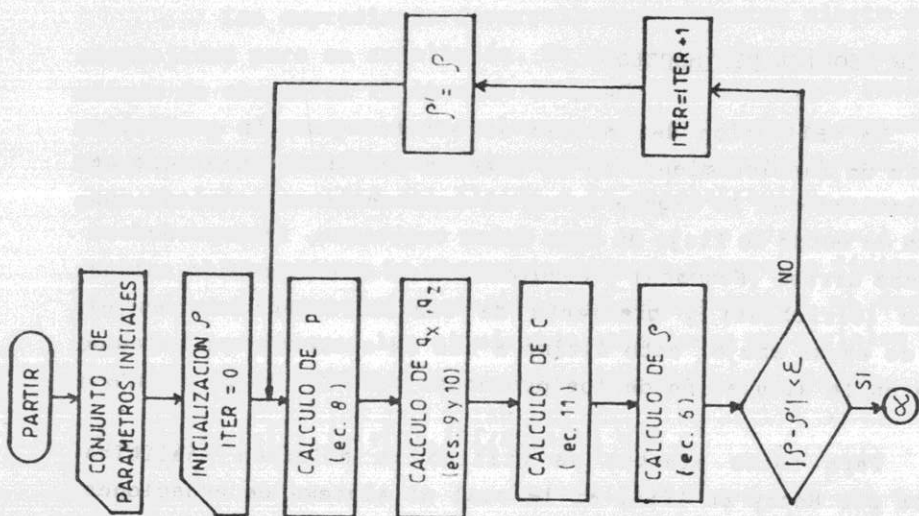 PARTIR
CONJUNTO DE
PARAMETROS INICIALES
INICIALIZACION ρ
ITER = 0
CALCULO DE p
(ec. 8)
CALCULO DE qx, qz
(ecs. 9 y 10)
CALCULO DE C
(ec. 11)
CALCULO DE ρ
(ec. 6)
|ρ - ρ'| < ε
SI
α
NO
ITER = ITER + 1
ρ' = ρ